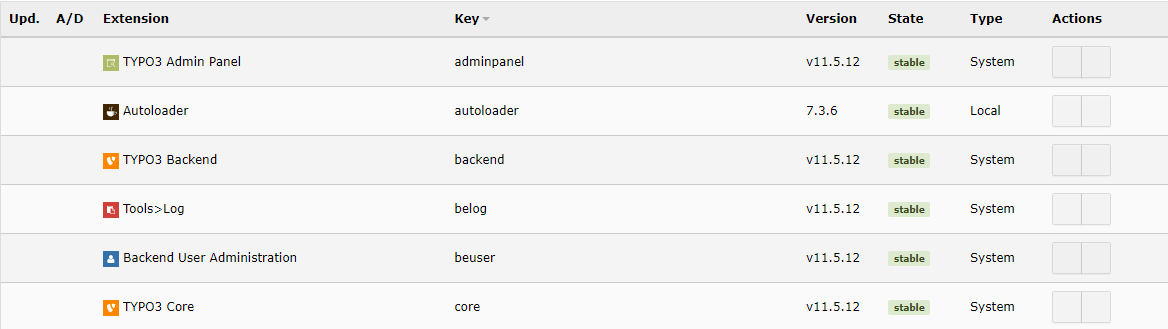 Upd. A/D Extension Key Version State Type Actions
TYPO3 Admin Panel adminpanel v11.5.12 stable System
Autoloader autoloader 7.3.6 stable Local
TYPO3 Backend backend v11.5.12 stable System
Tools>Log belog v11.5.12 stable System
Backend User Administration beuser v11.5.12 stable System
TYPO3 Core core v11.5.12 stable System